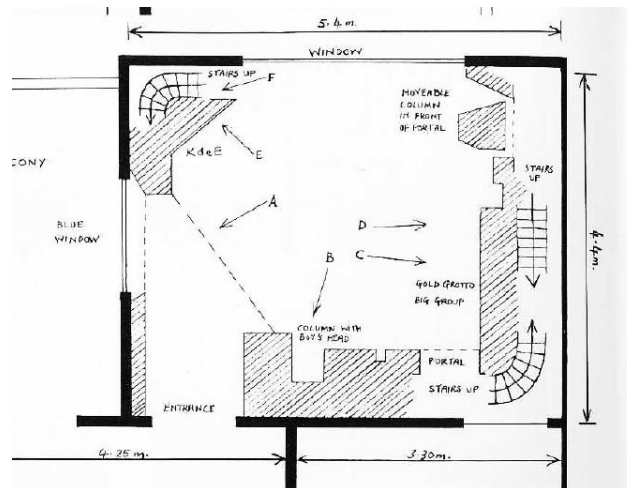 5·4 m.
WINDOW
STAIRS UP
F
MOVEABLE
COLUMN
IN FRONT
OF PORTAL
KdeE
E
CONY
STAIRS
UP
A
BLUE
WINDOW
D
B
C
4·4 m.
GOLD GROTTO
BIG GROUP
COLUMN WITH
BOY'S HEAD
PORTAL
STAIRS UP
ENTRANCE
4·25 m.
3·30 m.